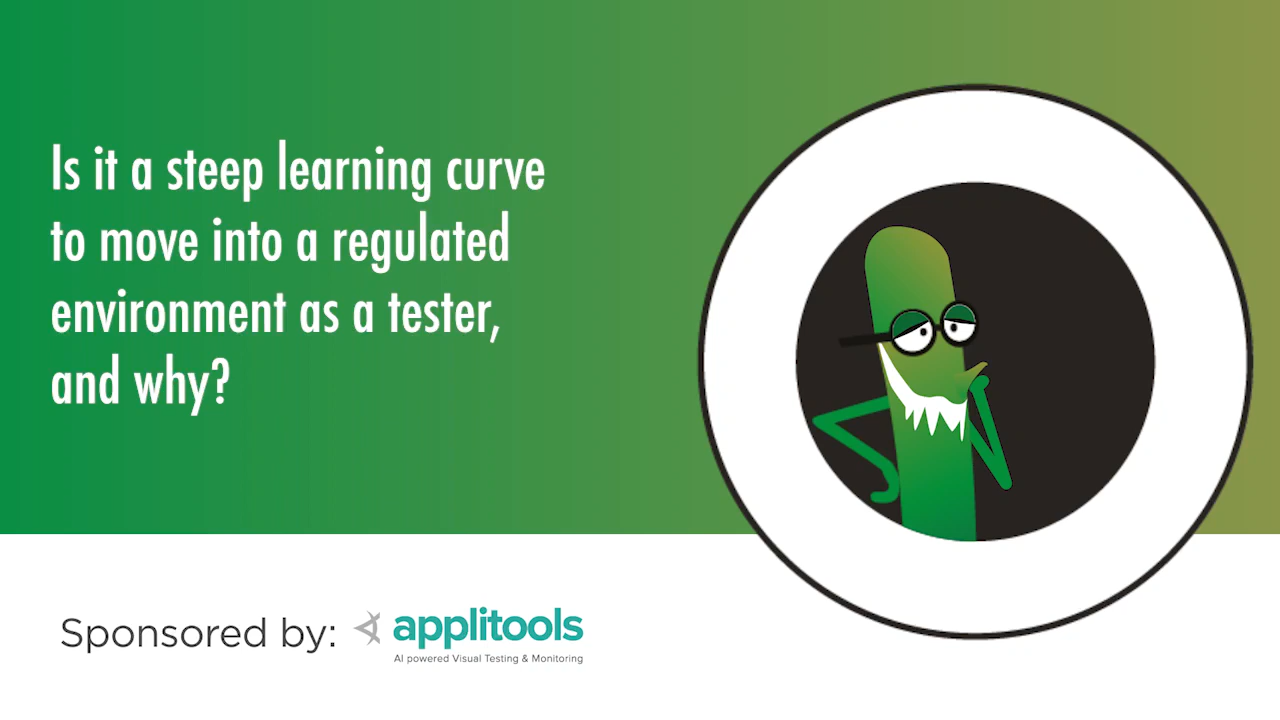 Is it a steep learning curve
to move into a regulated
environment as a tester,
and why?
Sponsored by: applitools
AI powered Visual Testing & Monitoring